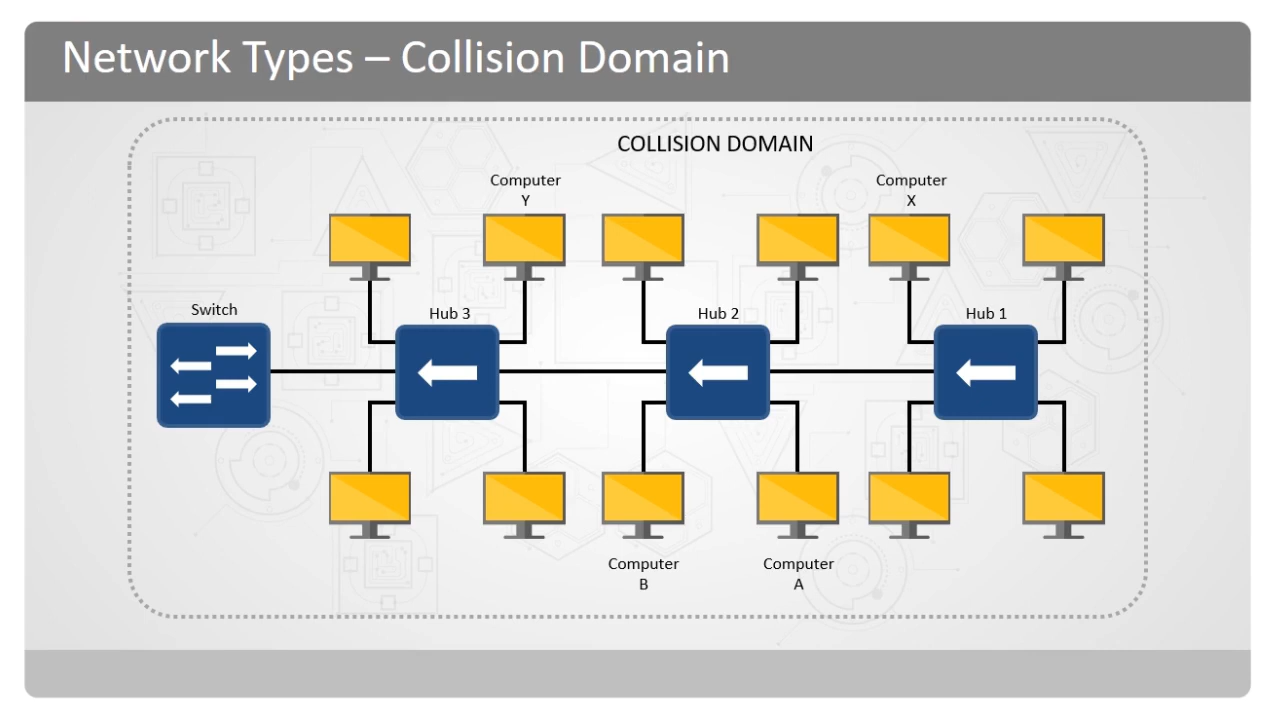 Network Types – Collision Domain
COLLISION DOMAIN
Computer
Y
Computer
X
Switch
Hub 3
Hub 2
Hub 1
Computer
B
Computer
A